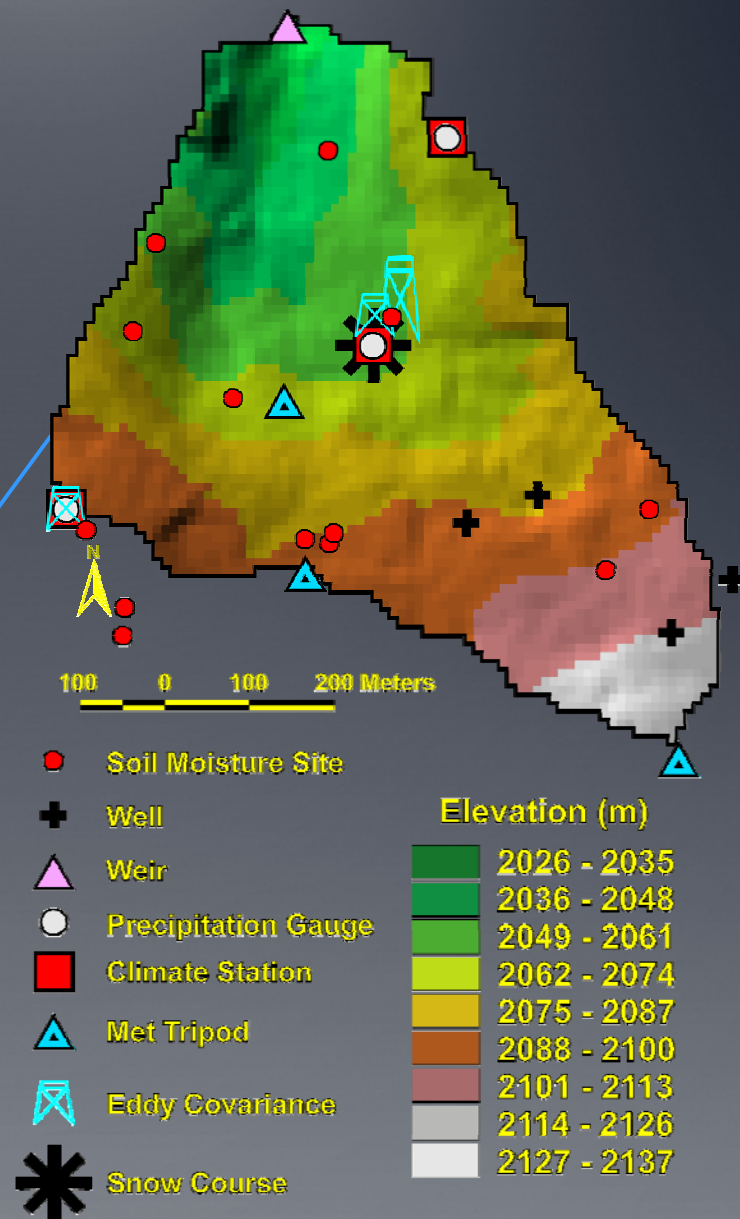 N
100 0 100 200 Meters
Soil Moisture Site
Well
Weir
Precipitation Gauge
Climate Station
Met Tripod
Eddy Covariance
Snow Course
Elevation (m)
2026 - 2035
2036 - 2048
2049 - 2061
2062 - 2074
2075 - 2087
2088 - 2100
2101 - 2113
2114 - 2126
2127 - 2137